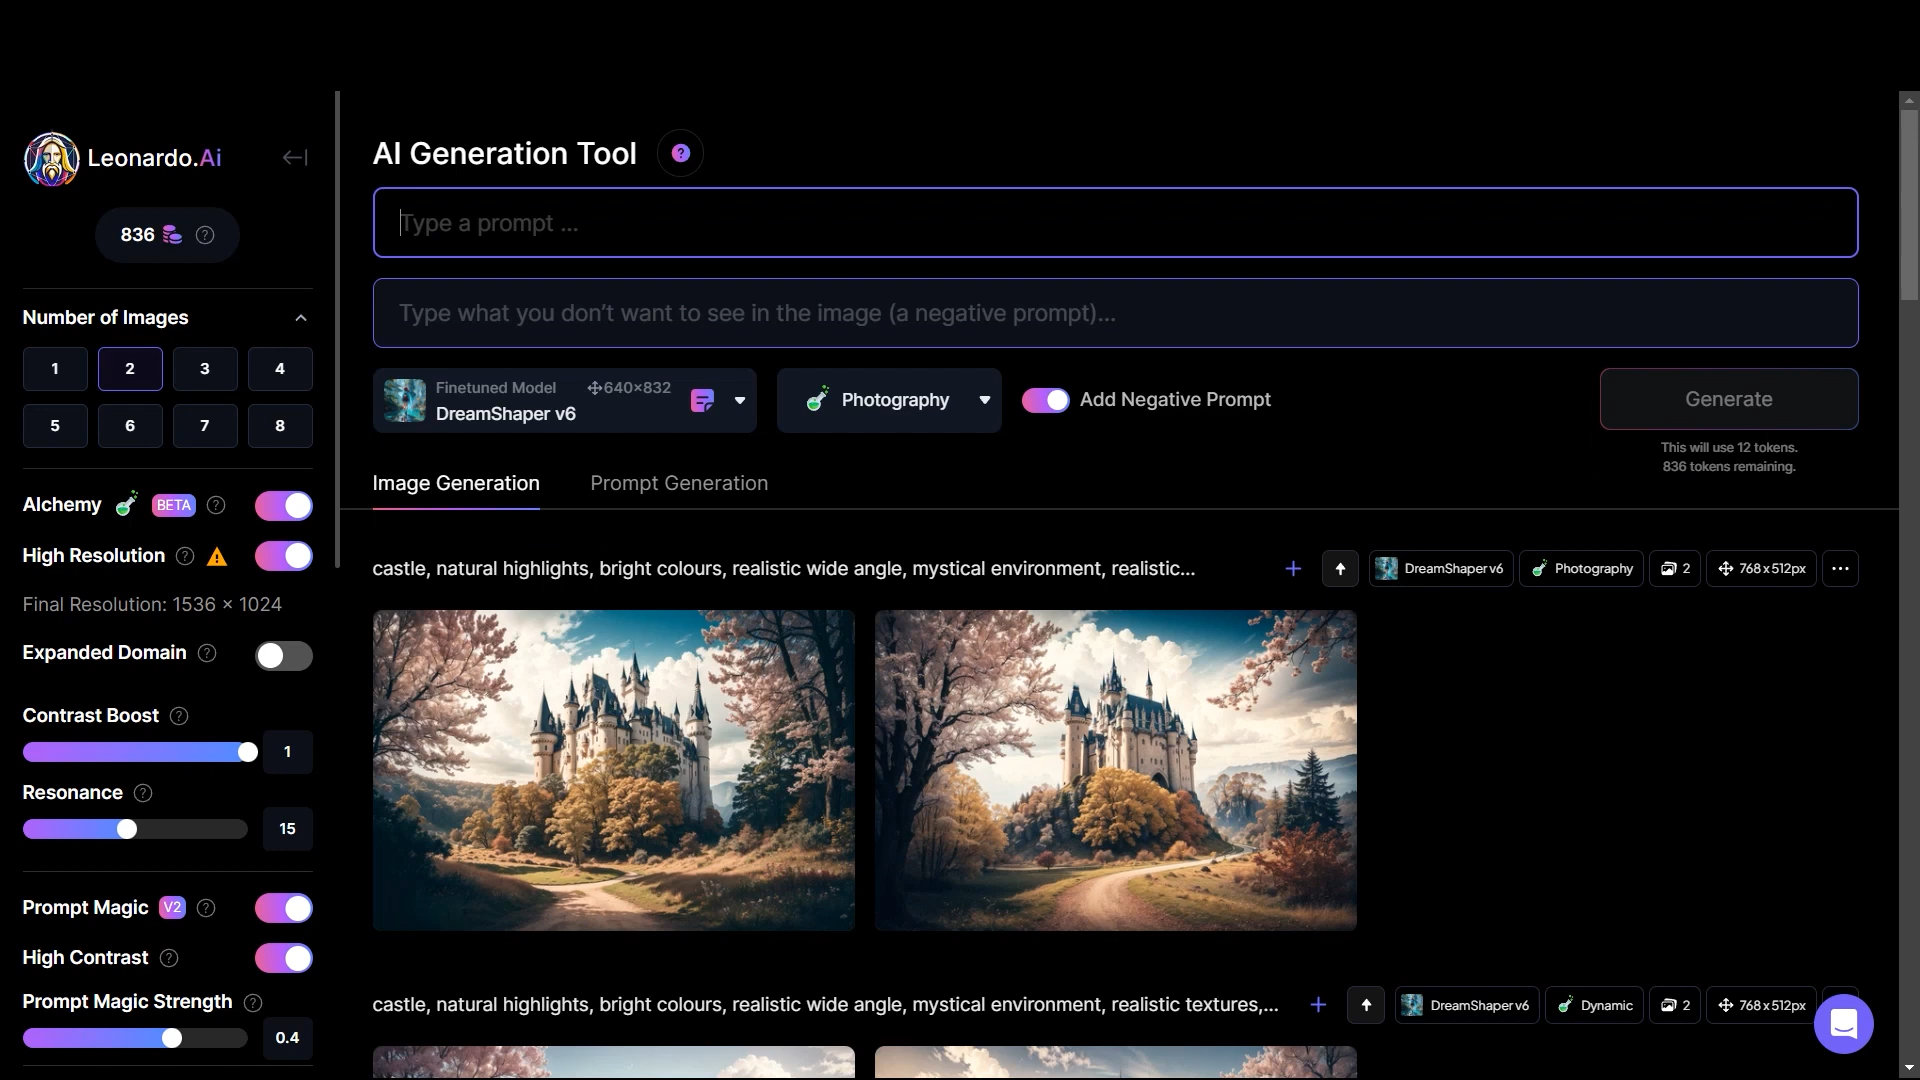 Leonardo.Ai
836
Number of Images
1 2 3 4
5 6 7 8
Alchemy BETA
High Resolution
Final Resolution: 1536 × 1024
Expanded Domain
Contrast Boost
1
Resonance
15
Prompt Magic V2
High Contrast
Prompt Magic Strength
0.4
AI Generation Tool ?
Type a prompt ...
Type what you don’t want to see in the image (a negative prompt)...
Finetuned Model 640×832
DreamShaper v6
Photography
Add Negative Prompt
Generate
This will use 12 tokens.
836 tokens remaining.
Image Generation Prompt Generation
castle, natural highlights, bright colours, realistic wide angle, mystical environment, realistic... + DreamShaper v6 Photography 2 768 x 512px ...
castle, natural highlights, bright colours, realistic wide angle, mystical environment, realistic textures,... + DreamShaper v6 Dynamic 2 768 x 512px